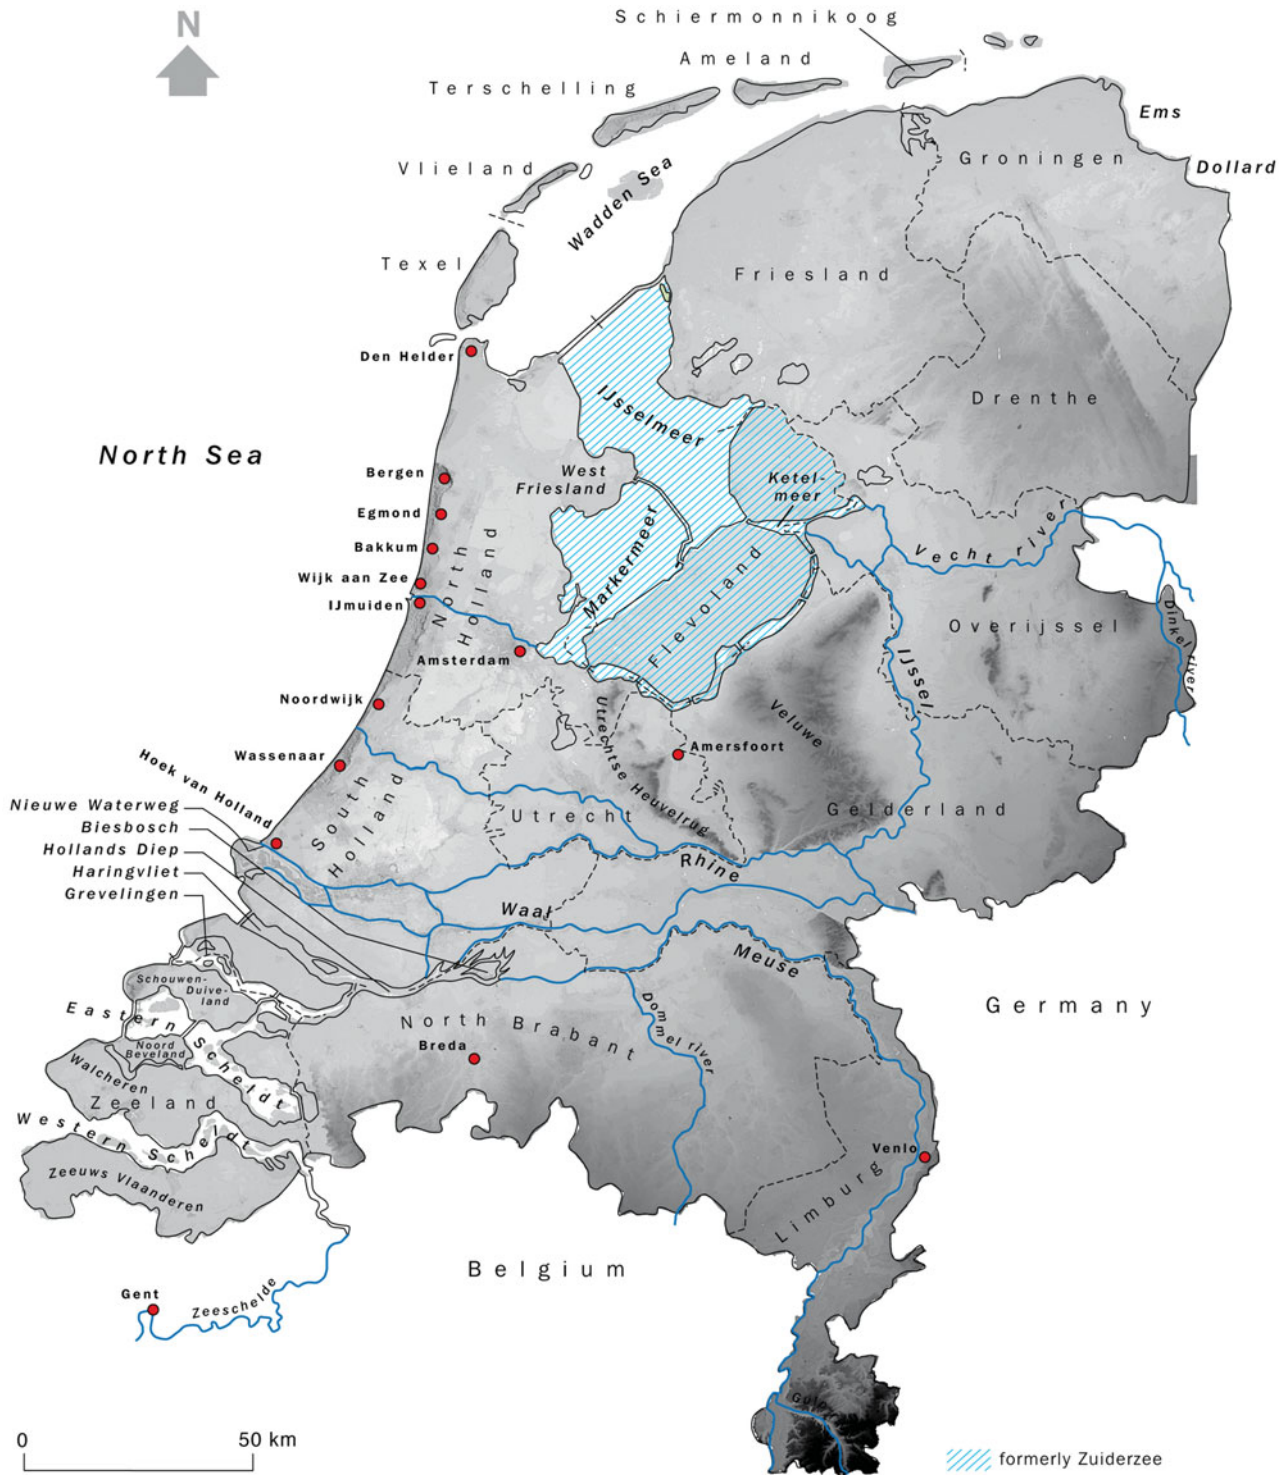 N
Schiermonnikoog
Ameland
Terschelling
Vlieland
Texel
Wadden Sea
Ems
Dollard
Groningen
Friesland
Drenthe
Den Helder
IJsselmeer
North Sea
West
Friesland
Ketel-
meer
Bergen
Egmond
Bakkum
Wijk aan Zee
IJmuiden
North
Holland
Markermeer
Flevoland
Vecht river
Overijssel
Dinkel river
IJssel
Amsterdam
Noordwijk
Wassenaar
Utrechtse Heuvelrug
Amersfoort
Veluwe
Gelderland
Utrecht
South
Holland
Hoek van Holland
Nieuwe Waterweg
Biesbosch
Hollands Diep
Haringvliet
Grevelingen
Rhine
Waal
Meuse
Schouwen-
Duive-
land
Eastern
Scheldt
Noord
Beveland
Walcheren
Zeeland
Western Scheldt
Zeeuws Vlaanderen
North Brabant
Breda
Dommel river
Germany
Venlo
Limburg
Belgium
Gent
Zeeschelde
0
50 km
formerly Zuiderzee